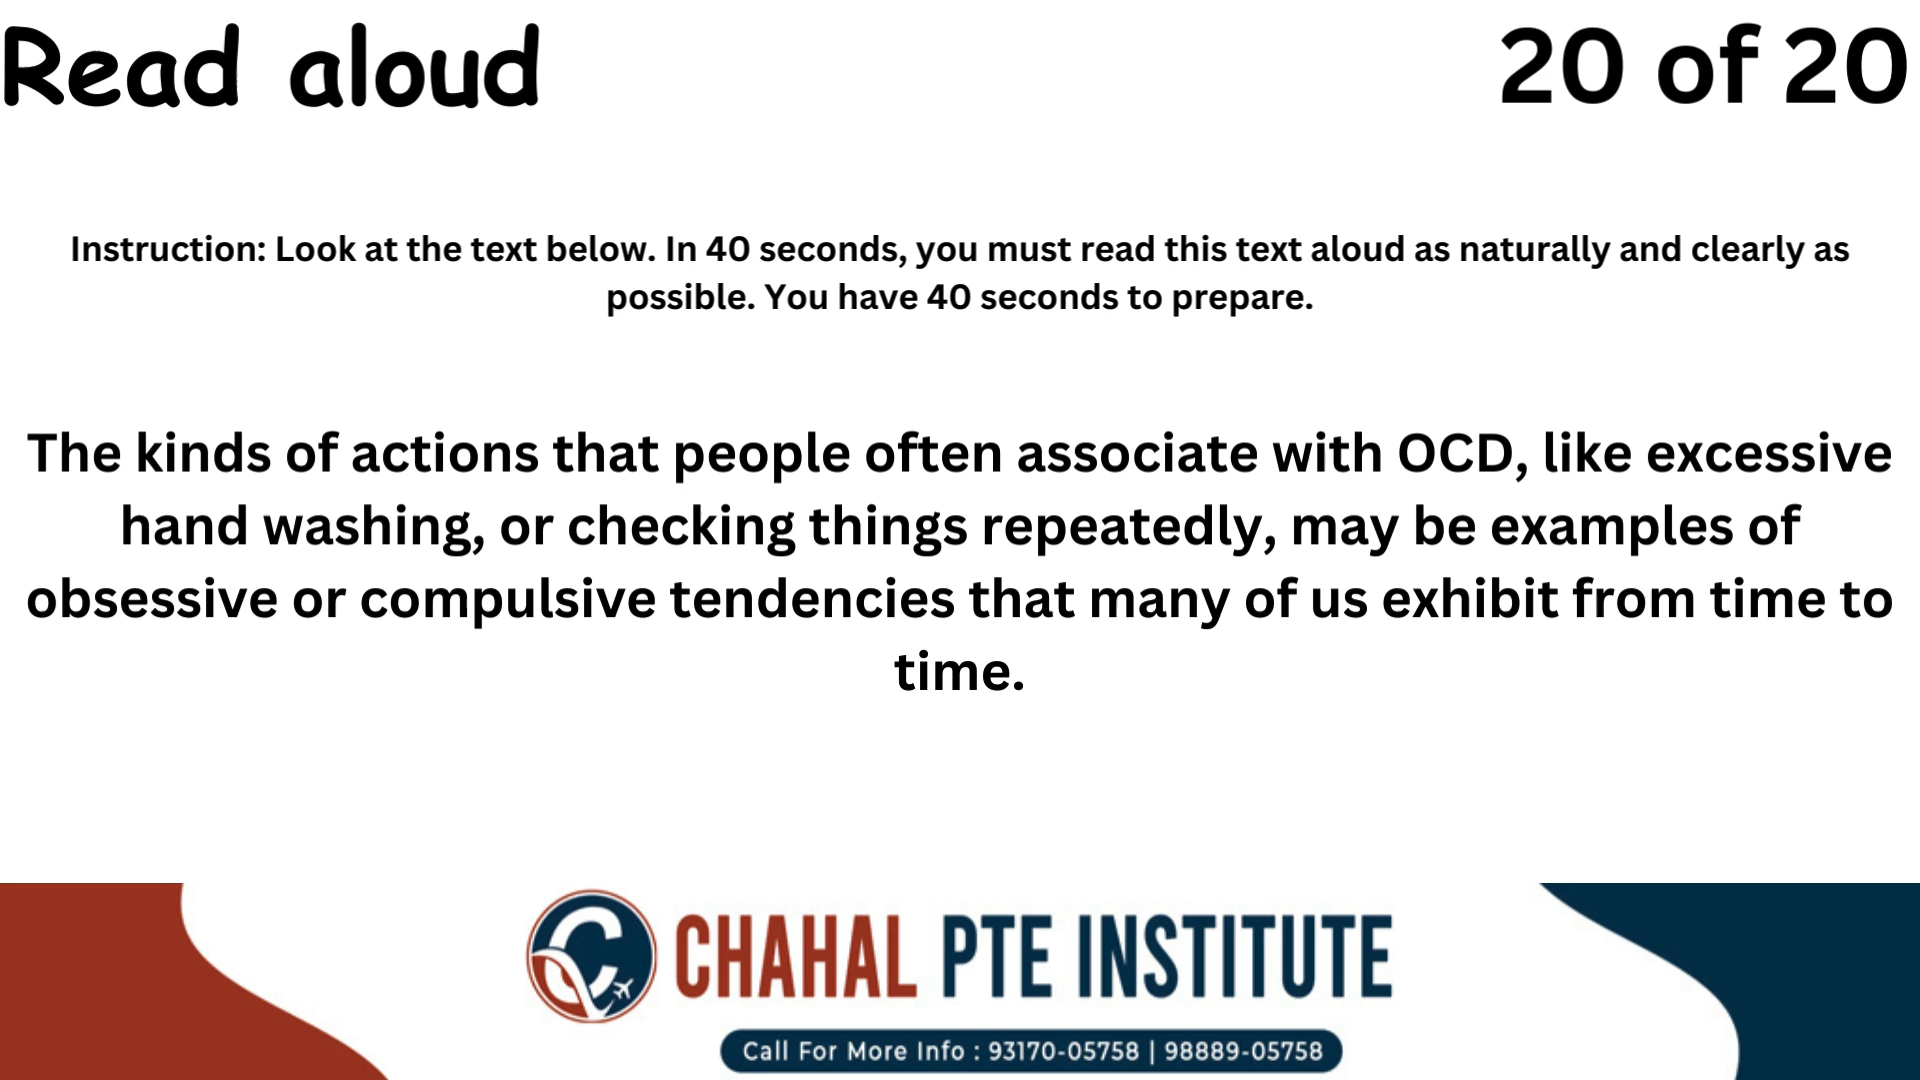 Read aloud
20 of 20
Instruction: Look at the text below. In 40 seconds, you must read this text aloud as naturally and clearly as
possible. You have 40 seconds to prepare.
The kinds of actions that people often associate with OCD, like excessive
hand washing, or checking things repeatedly, may be examples of
obsessive or compulsive tendencies that many of us exhibit from time to
time.
CHAHAL PTE INSTITUTE
Call For More Info : 93170-05758 | 98889-05758